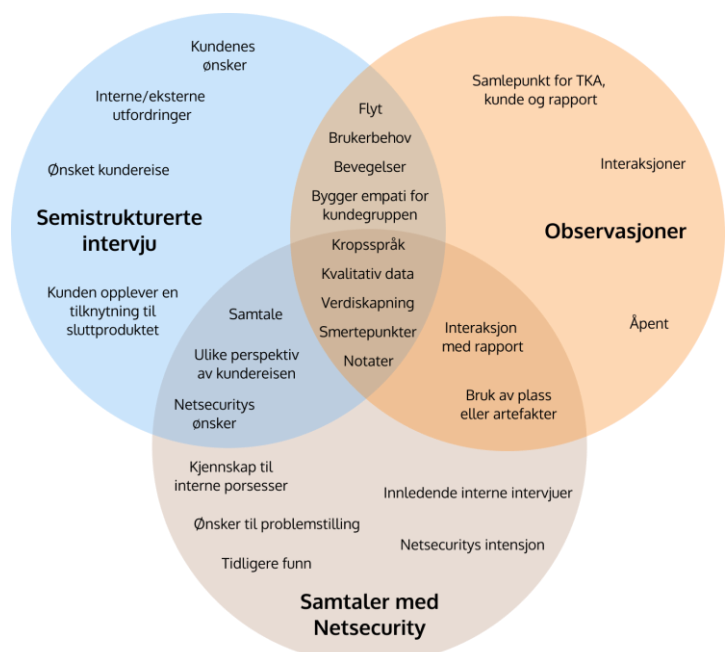 Kundenes
ønsker
Interne/eksterne
utfordringer
Ønsket kundereise
Semistrukturerte
intervju
Kunden opplever en
tilknytning til
sluttproduktet
Flyt
Brukerbehov
Bevegelser
Bygger empati for
kundegruppen
Samlepunkt for TKA,
kunde og rapport
Interaksjoner
Observasjoner
Åpent
Kropsspråk
Kvalitativ data
Verdiskapning
Smertepunkter
Notater
Samtale
Ulike perspektiv
av kundereisen
Netsecuritys
ønsker
Interaksjon
med rapport
Bruk av plass
eller artefakter
Kjennskap til
interne porsesser
Ønsker til problemstilling
Tidligere funn
Innledende interne intervjuer
Netsecuritys intensjon
Samtaler med
Netsecurity